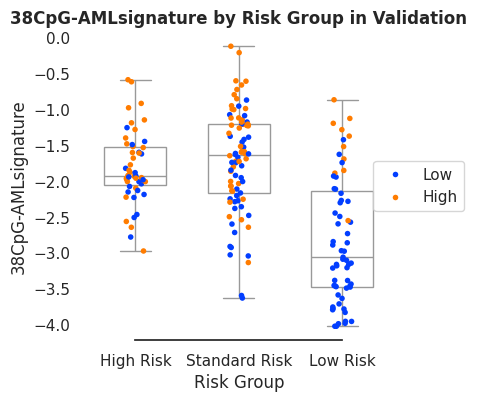 38CpG-AMLsignature by Risk Group in Validation
0.0
−0.5
−1.0
−1.5
−2.0
−2.5
−3.0
−3.5
−4.0
38CpG-AMLsignature
Low
High
High Risk
Standard Risk
Low Risk
Risk Group